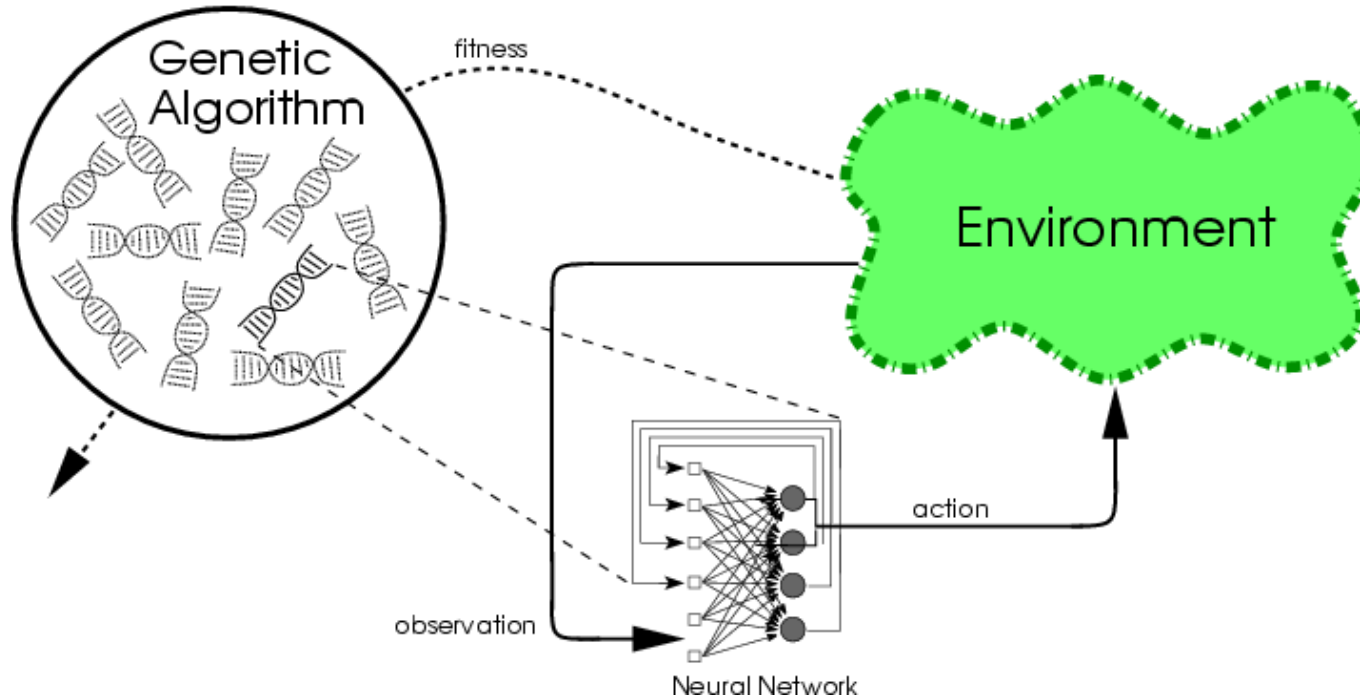 Genetic
Algorithm
fitness
Environment
action
observation
Neural Network